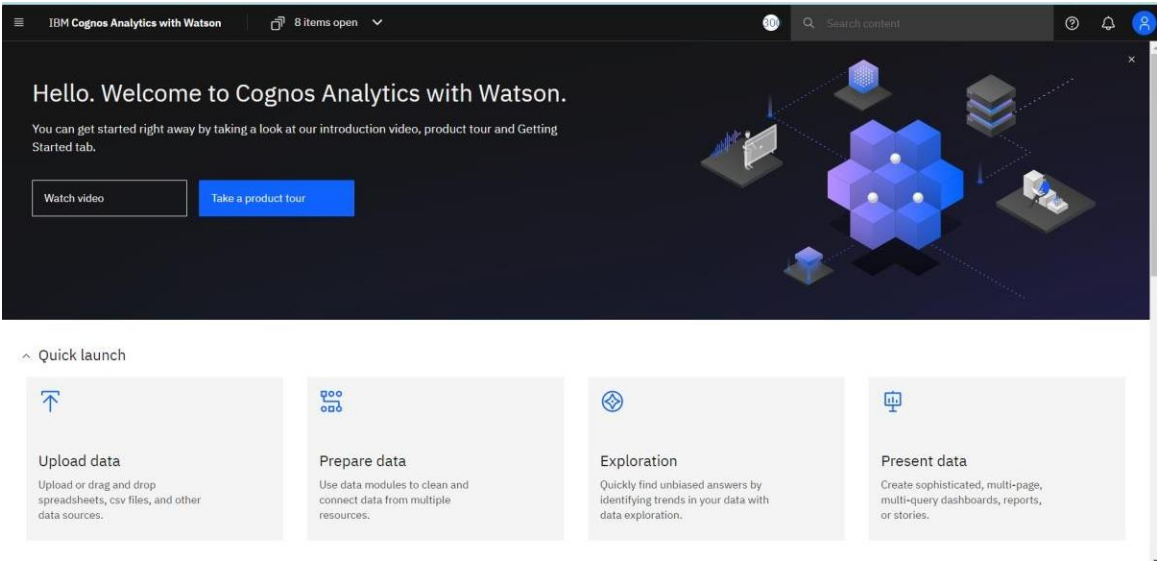 IBM Cognos Analytics with Watson
8 items open
30
Search content
Hello. Welcome to Cognos Analytics with Watson.
You can get started right away by taking a look at our introduction video, product tour and Getting
Started tab.
Watch video
Take a product tour
Quick launch
Upload data
Upload or drag and drop
spreadsheets, csv files, and other
data sources.
Prepare data
Use data modules to clean and
connect data from multiple
resources.
Exploration
Quickly find unbiased answers by
identifying trends in your data with
data exploration.
Present data
Create sophisticated, multi-page,
multi-query dashboards, reports,
or stories.